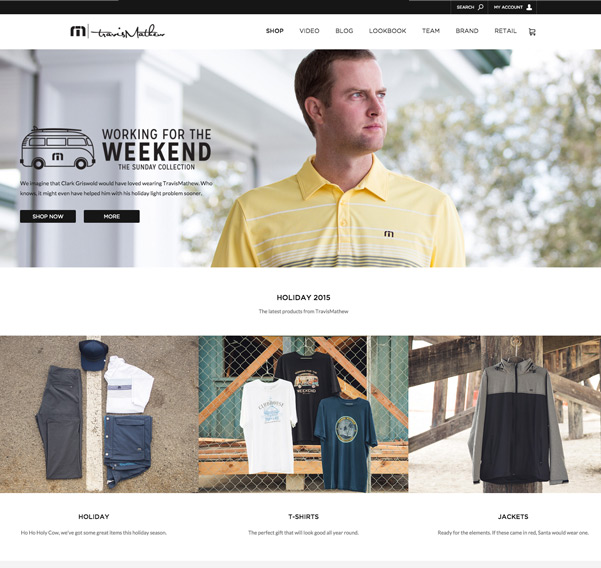 SEARCH
MY ACCOUNT
travisMathew
SHOP VIDEO BLOG LOOKBOOK TEAM BRAND RETAIL
WORKING FOR THE
WEEKEND
THE SUNDAY COLLECTION
We imagine that Clark Griswold would have loved wearing TravisMathew. Who
knows, it might even have helped him with his holiday light problem sooner.
SHOP NOW MORE
HOLIDAY 2015
The latest products from TravisMathew
WEEKEND
HOLIDAY
Ho Ho Holy Cow, we've got some great items this holiday season.
T-SHIRTS
The perfect gift that will look good all year round.
JACKETS
Ready for the elements. If these came in red, Santa would wear one.